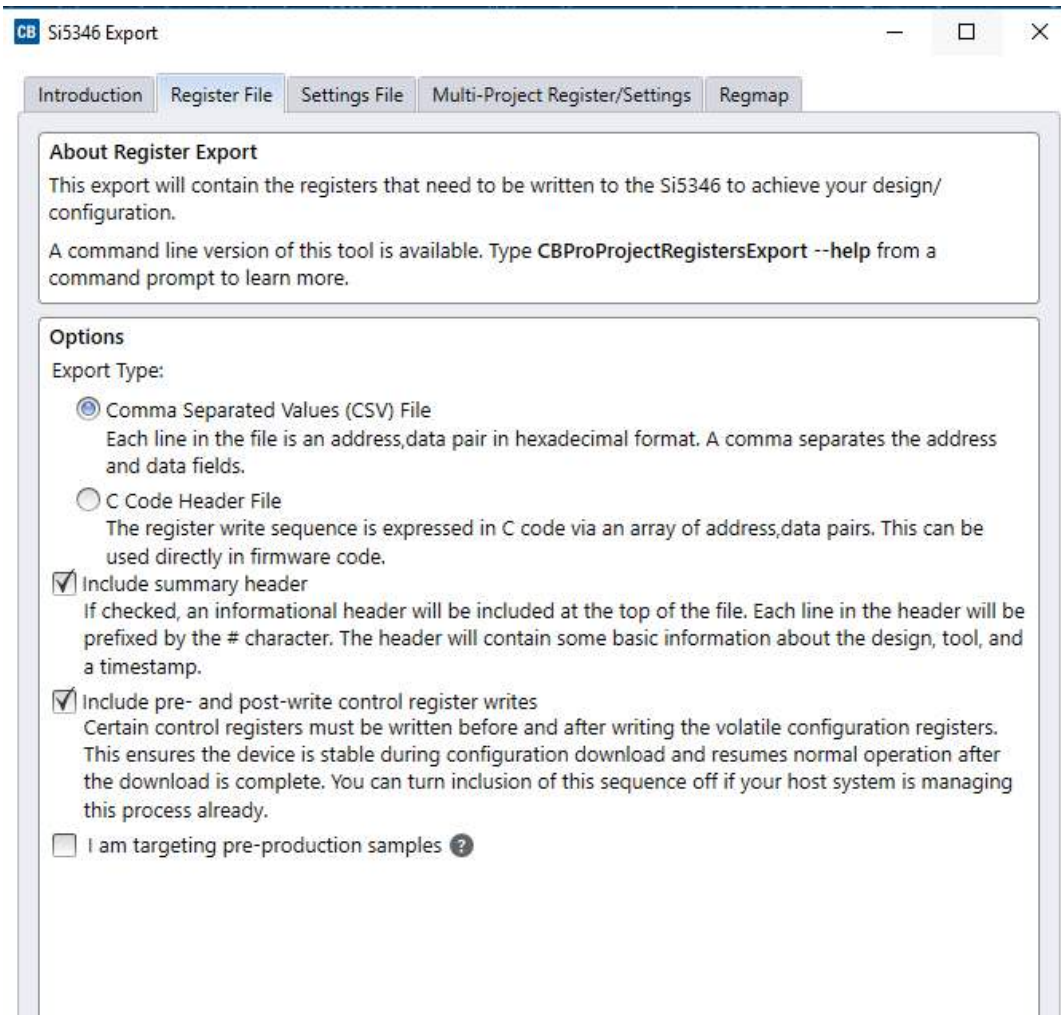 CB Si5346 Export
Introduction Register File Settings File Multi-Project Register/Settings Regmap
About Register Export
This export will contain the registers that need to be written to the Si5346 to achieve your design/
configuration.
A command line version of this tool is available. Type CBProProjectRegistersExport --help from a
command prompt to learn more.
Options
Export Type:
Comma Separated Values (CSV) File
Each line in the file is an address,data pair in hexadecimal format. A comma separates the address
and data fields.
C Code Header File
The register write sequence is expressed in C code via an array of address,data pairs. This can be
used directly in firmware code.
Include summary header
If checked, an informational header will be included at the top of the file. Each line in the header will be
prefixed by the # character. The header will contain some basic information about the design, tool, and
a timestamp.
Include pre- and post-write control register writes
Certain control registers must be written before and after writing the volatile configuration registers.
This ensures the device is stable during configuration download and resumes normal operation after
the download is complete. You can turn inclusion of this sequence off if your host system is managing
this process already.
I am targeting pre-production samples ?